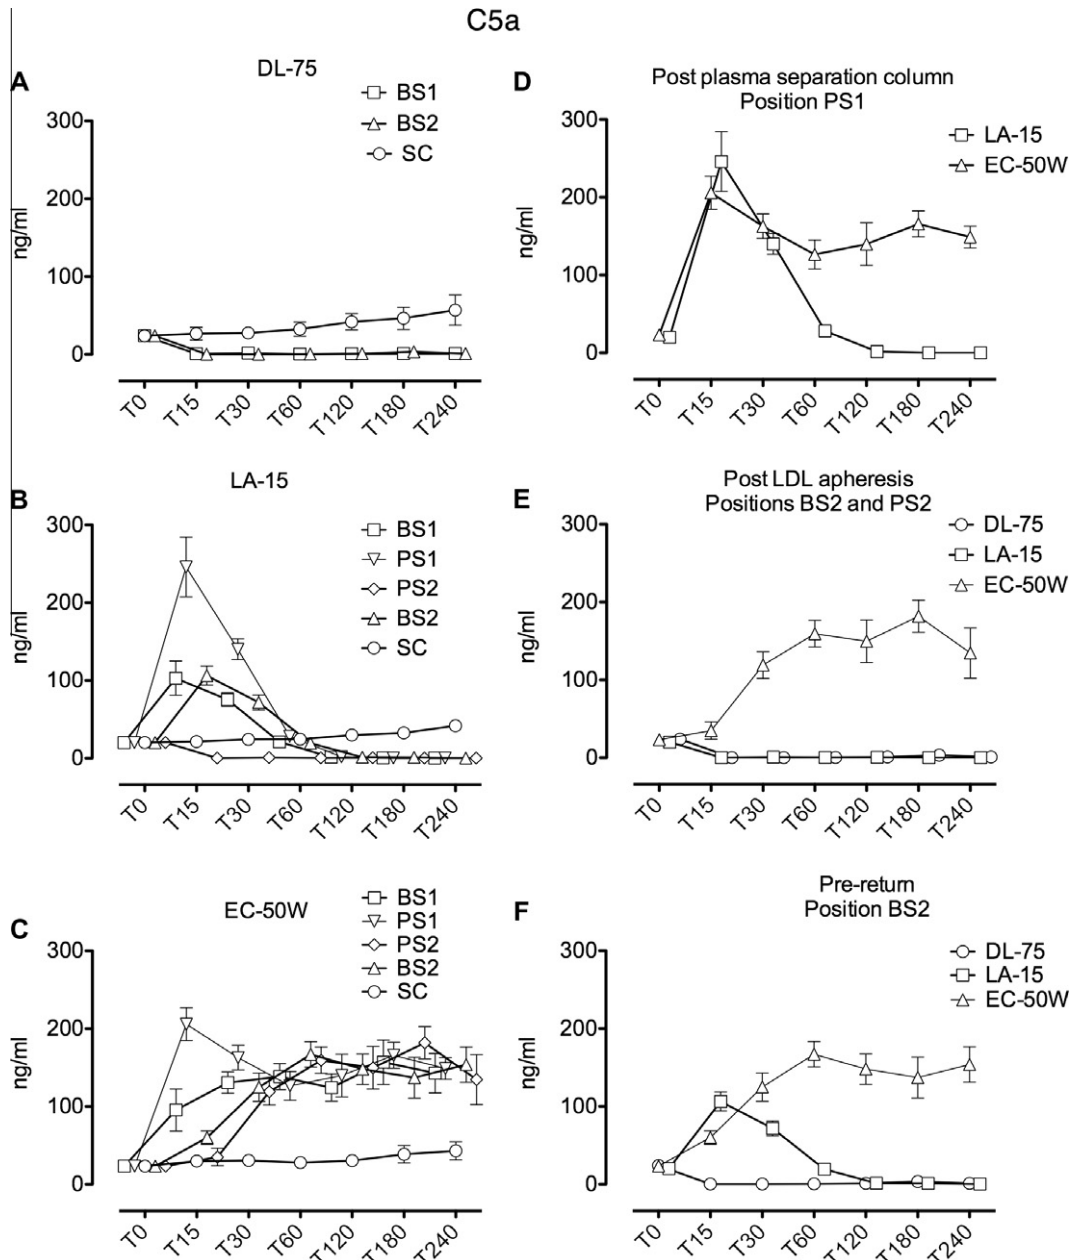 C5a
A
DL-75
BS1
BS2
SC
300
200
100
0
ng/ml
T0
T15
T30
T60
T120
T180
T240
D
Post plasma separation column
Position PS1
LA-15
EC-50W
300
200
100
0
ng/ml
T0
T15
T30
T60
T120
T180
T240
B
LA-15
BS1
PS1
PS2
BS2
SC
300
200
100
0
ng/ml
T0
T15
T30
T60
T120
T180
T240
E
Post LDL apheresis
Positions BS2 and PS2
DL-75
LA-15
EC-50W
300
200
100
0
ng/ml
T0
T15
T30
T60
T120
T180
T240
C
EC-50W
BS1
PS1
PS2
BS2
SC
300
200
100
0
ng/ml
T0
T15
T30
T60
T120
T180
T240
F
Pre-return
Position BS2
DL-75
LA-15
EC-50W
300
200
100
0
ng/ml
T0
T15
T30
T60
T120
T180
T240